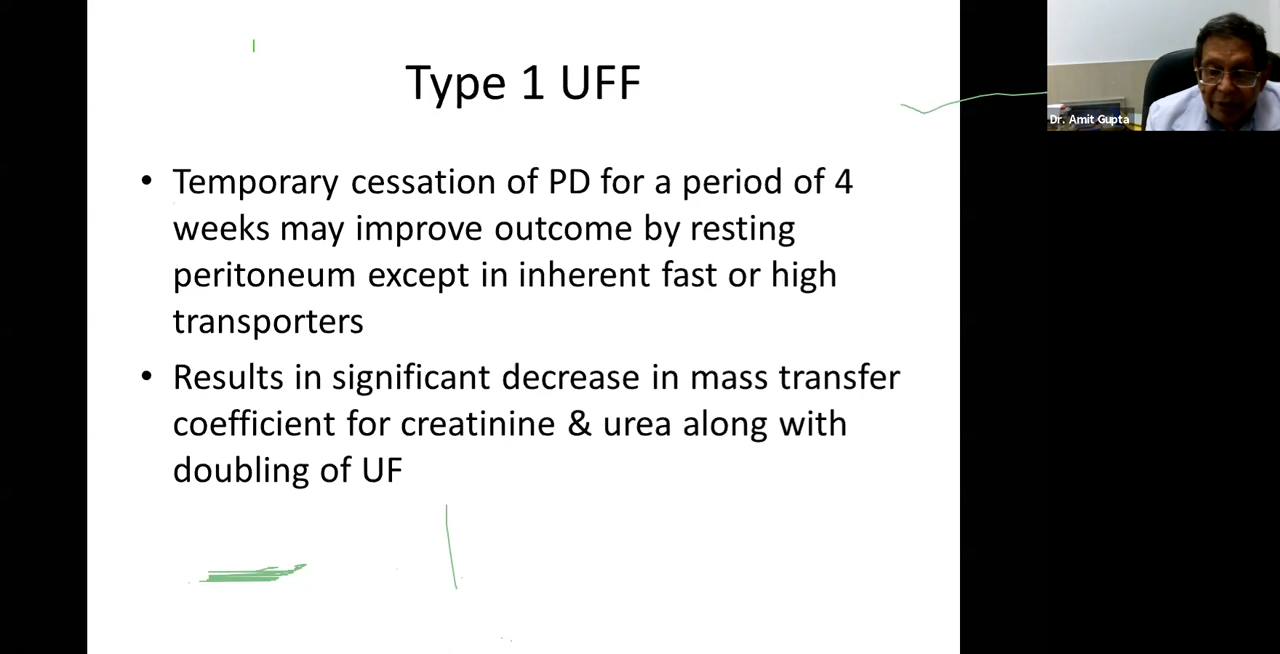 Type 1 UFF
• Temporary cessation of PD for a period of 4
weeks may improve outcome by resting
peritoneum except in inherent fast or high
transporters
• Results in significant decrease in mass transfer
coefficient for creatinine & urea along with
doubling of UF
Dr. Amit Gupta